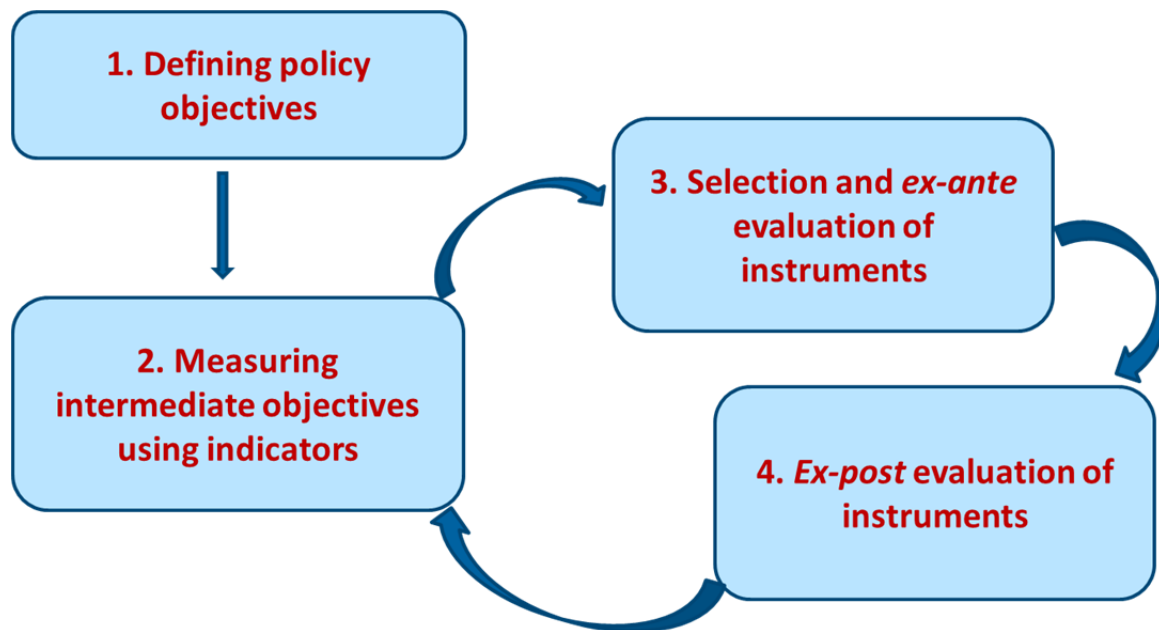 1. Defining policy
objectives
2. Measuring
intermediate objectives
using indicators
3. Selection and ex-ante
evaluation of
instruments
4. Ex-post evaluation of
instruments